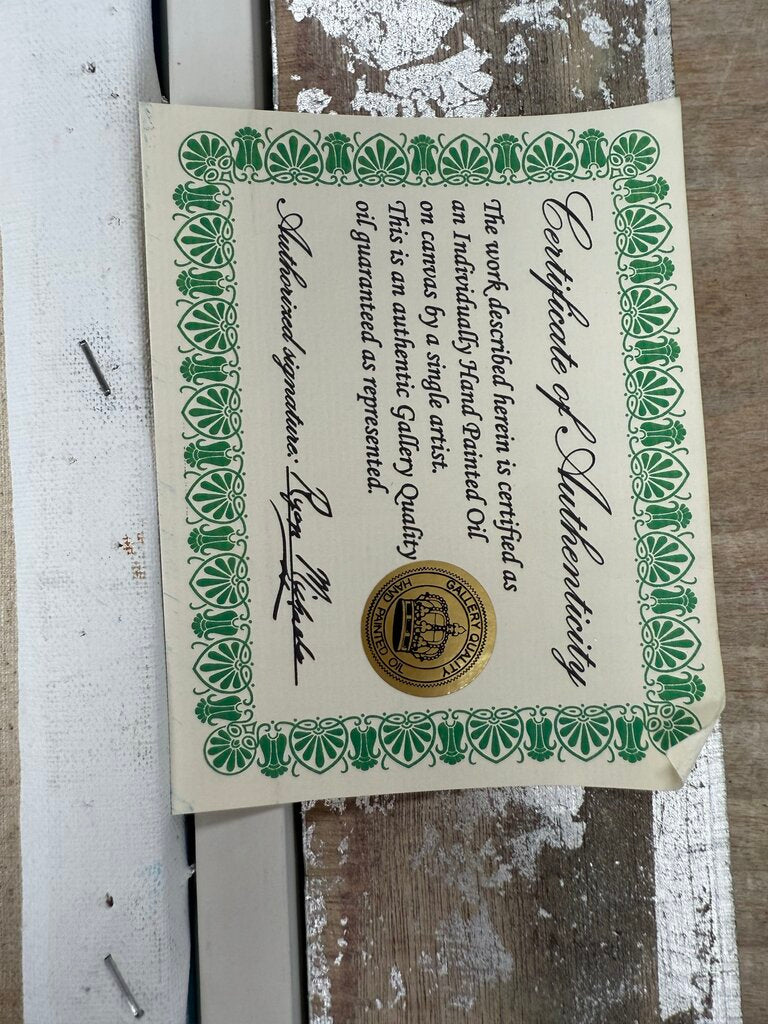 Certificate of Authenticity
The work described herein is certified as
an Individually Hand Painted Oil
on canvas by a single artist.
This is an authentic Gallery Quality
oil guaranteed as represented.
Authorized signature:
GALLERY QUALITY
HAND PAINTED OIL